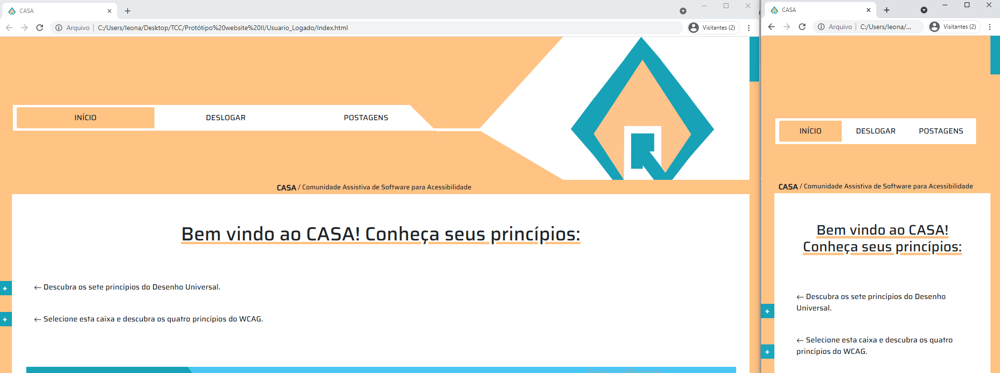 CASA
Arquivo
C:/Users/leona/Desktop/TCC/Protótipo%20website%20II/Usuario_Logado/Index.html
Visitantes (2)
INÍCIO
DESLOGAR
POSTAGENS
CASA / Comunidade Assistiva de Software para Acessibilidade
Bem vindo ao CASA! Conheça seus princípios:
+
← Descubra os sete princípios do Desenho Universal.
+
← Selecione esta caixa e descubra os quatro princípios do WCAG.
CASA
Arquivo
C:/Users/leona/...
Visitantes (2)
INÍCIO
DESLOGAR
POSTAGENS
CASA / Comunidade Assistiva de Software para Acessibilidade
Bem vindo ao CASA!
Conheça seus princípios:
← Descubra os sete princípios do Desenho
Universal.
+
← Selecione esta caixa e descubra os quatro
princípios do WCAG.
+